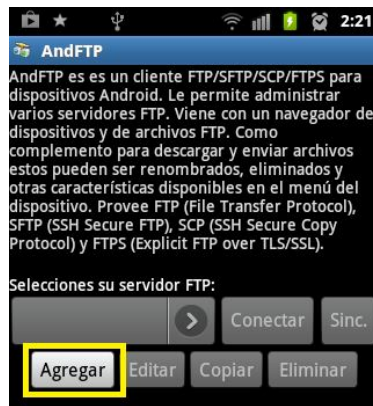 2:21
AndFTP
AndFTP es es un cliente FTP/SFTP/SCP/FTPS para
dispositivos Android. Le permite administrar
varios servidores FTP. Viene con un navegador de
dispositivos y de archivos FTP. Como
complemento para descargar y enviar archivos
estos pueden ser renombrados, eliminados y
otras características disponibles en el menú del
dispositivo. Provee FTP (File Transfer Protocol),
SFTP (SSH Secure FTP), SCP (SSH Secure Copy
Protocol) y FTPS (Explicit FTP over TLS/SSL).
Selecciones su servidor FTP:
Conectar Sinc.
Agregar Editar Copiar Eliminar